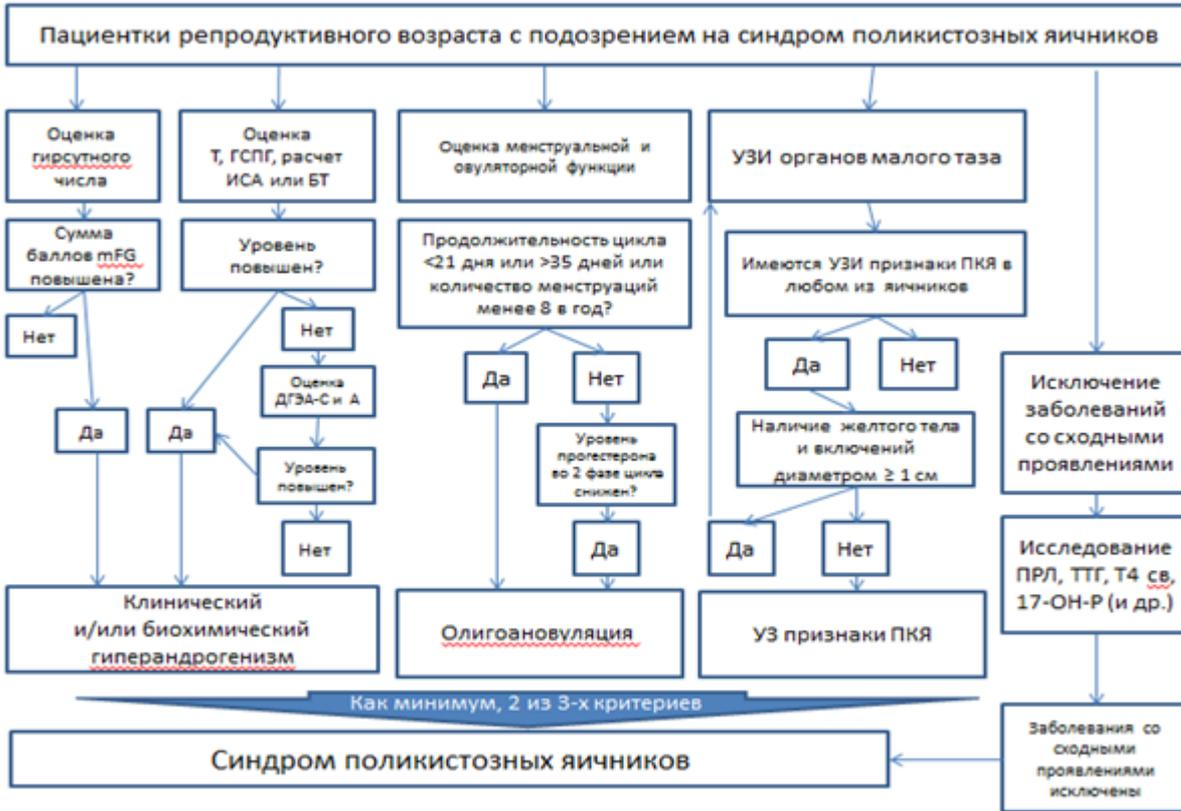 Пациентки репродуктивного возраста с подозрением на синдром поликистозных яичников
Оценка
гирсутного
числа
Оценка
Т, ГСПГ, расчет
ИСА или БТ
Оценка менструальной и
овуляторной функции
УЗИ органов малого таза
Сумма
баллов mFG
повышена?
Уровень
повышен?
Продолжительность цикла
<21 дня или >35 дней или
количество менструаций
менее 8 в год?
Имеются УЗИ признаки ПКЯ в
любом из яичников
Нет
Нет
Да
Нет
Да
Нет
Оценка
ДГЭА-С и А
Исключение
заболеваний
со сходными
проявлениями
Да
Да
Уровень
повышен?
Уровень
прогестерона
во 2 фазе цикла
снижен?
Наличие желтого тела
и включений
диаметром ≥ 1 см
Нет
Да
Да
Нет
Исследование
ПРЛ, ТТГ, Т4 св,
17-ОН-Р (и др.)
Клинический
и/или биохимический
гиперандрогенизм
Олигоановуляция
УЗ признаки ПКЯ
Как минимум, 2 из 3-х критериев
Синдром поликистозных яичников
Заболевания со
сходными
проявлениями
исключены